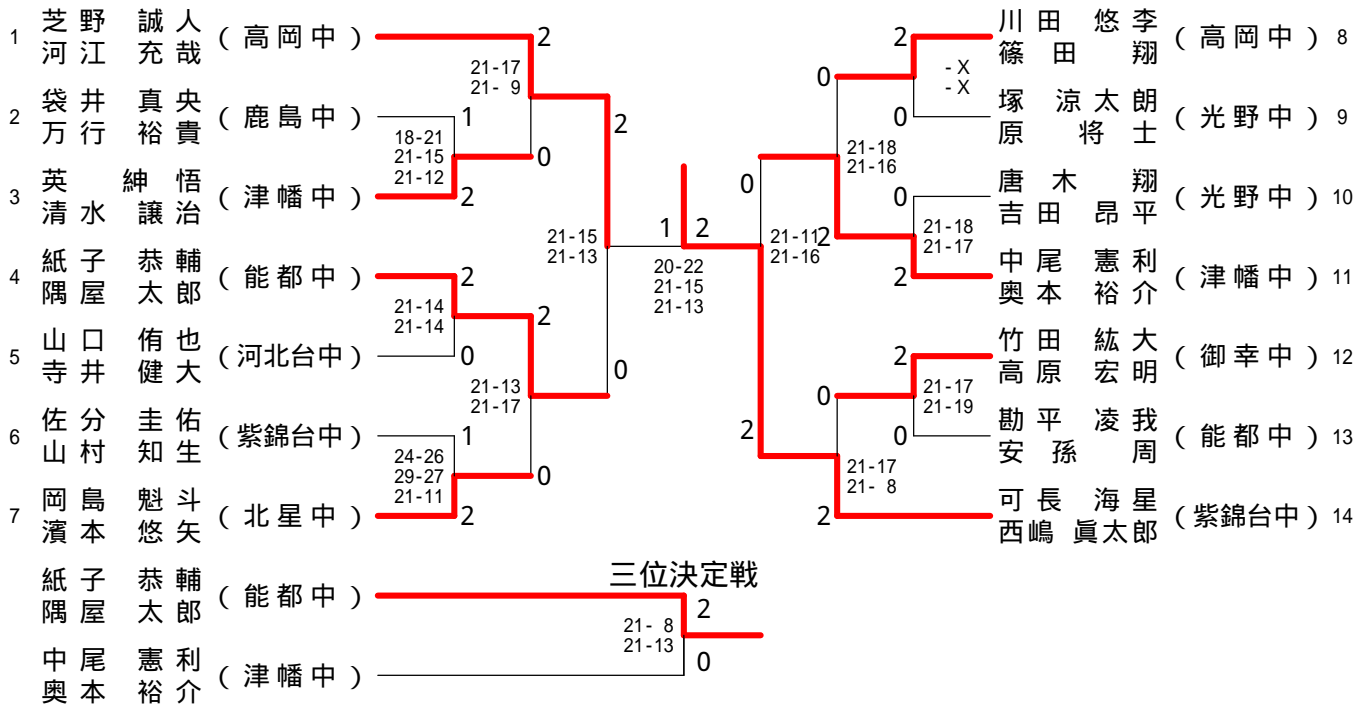 1 芝野 誠人
河江 充哉 (高岡中)
2
21-17
21- 9
2 袋井 真央
万行 裕貴 (鹿島中)
1
18-21
21-15
21-12
0
3 英 紳悟
清水 譲治 (津幡中)
2
2
21-15
21-13
4 紙子 恭輔
隅屋 太郎 (能都中)
2
21-14
21-14
2
5 山口 侑也
寺井 健大 (河北台中)
0
21-13
21-17
0
6 佐分 圭佑
山村 知生 (紫錦台中)
1
24-26
29-27
21-11
0
7 岡島 魁斗
濱本 悠矢 (北星中)
2
1 2
20-22
21-15
21-13
川田 悠李
篠田 翔 (高岡中) 8
2
- X
- X
0
塚 涼太朗
原 将士 (光野中) 9
0
21-18
21-16
0
唐木 翔
吉田 昂平 (光野中) 10
0
21-18
21-17
2
21-11
21-16
中尾 憲利
奥本 裕介 (津幡中) 11
2
竹田 紘大
高原 宏明 (御幸中) 12
2
21-17
21-19
0
勘平 凌我
安孫 周 (能都中) 13
0
2
21-17
21- 8
可長 海星
西嶋 眞太郎 (紫錦台中) 14
2
三位決定戦
紙子 恭輔
隅屋 太郎 (能都中)
2
21- 8
21-13
0
中尾 憲利
奥本 裕介 (津幡中)